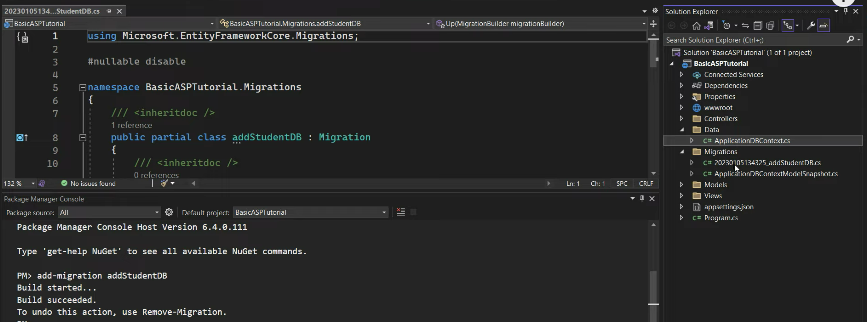 20230105134...StudentDB.cs
BasicASPTutorial
BasicASPTutorial.Migrations.addStudentDB
Up(MigrationBuilder migrationBuilder)
1 using Microsoft.EntityFrameworkCore.Migrations;
2
3 #nullable disable
4
5 namespace BasicASPTutorial.Migrations
6 {
7 /// <inheritdoc />
1 reference
8 public partial class addStudentDB : Migration
9 {
10 /// <inheritdoc />
0 references
132 %
No issues found
Ln: 1 Ch: 1 SPC CRLF
Package Manager Console
Package source: All
Default project: BasicASPTutorial
Package Manager Console Host Version 6.4.0.111
Type 'get-help NuGet' to see all available NuGet commands.
PM> add-migration addStudentDB
Build started...
Build succeeded.
To undo this action, use Remove-Migration.
Solution Explorer
Search Solution Explorer (Ctrl+;)
Solution 'BasicASPTutorial' (1 of 1 project)
BasicASPTutorial
Connected Services
Dependencies
Properties
wwwroot
Controllers
Data
C# ApplicationDBContext.cs
Migrations
C# 20230105134325_addStudentDB.cs
C# ApplicationDBContextModelSnapshot.cs
Models
Views
appsettings.json
C# Program.cs